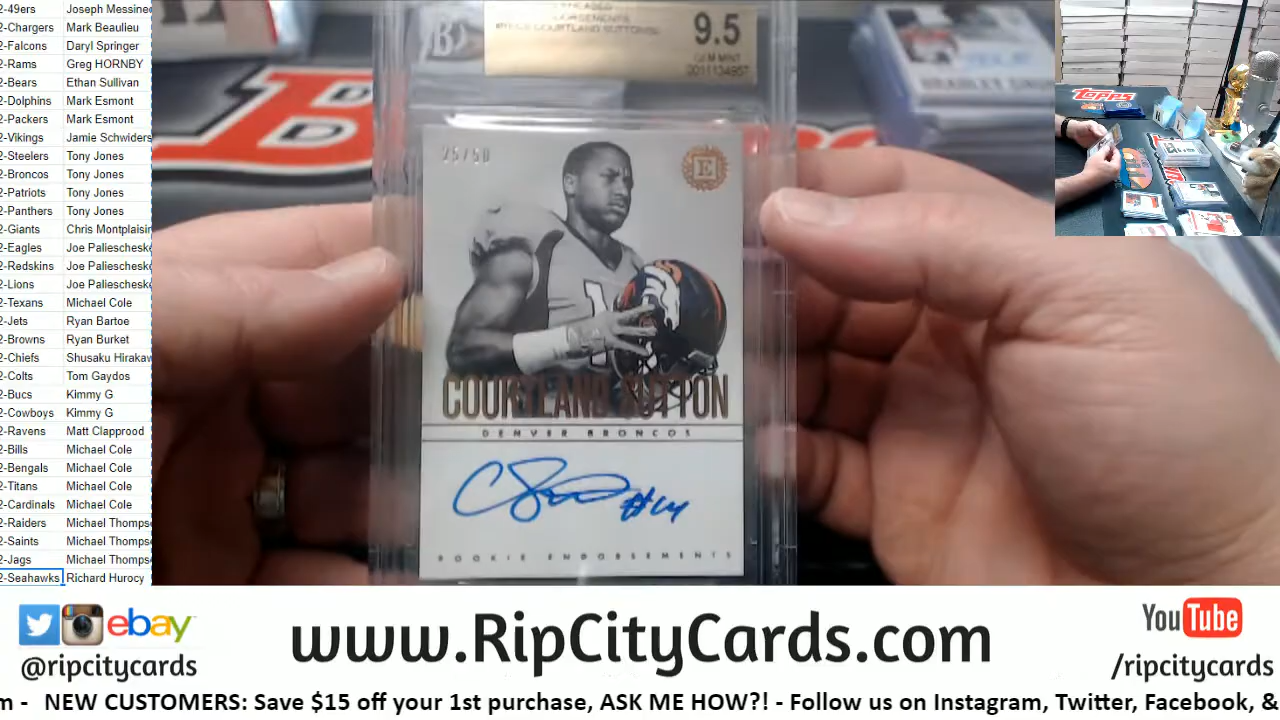 2-49ers Joseph Messine
2-Chargers Mark Beaulieu
2-Falcons Daryl Springer
2-Rams Greg HORNBY
2-Bears Ethan Sullivan
2-Dolphins Mark Esmont
2-Packers Mark Esmont
2-Vikings Jamie Schwiders
2-Steelers Tony Jones
2-Broncos Tony Jones
2-Patriots Tony Jones
2-Panthers Tony Jones
2-Giants Chris Montplaisin
2-Eagles Joe Paliescheske
2-Redskins Joe Paliescheske
2-Lions Joe Paliescheske
2-Texans Michael Cole
2-Jets Ryan Bartoe
2-Browns Ryan Burket
2-Chiefs Shusaku Hirakaw
2-Colts Tom Gaydos
2-Bucs Kimmy G
2-Cowboys Kimmy G
2-Ravens Matt Clapprood
2-Bills Michael Cole
2-Bengals Michael Cole
2-Titans Michael Cole
2-Cardinals Michael Cole
2-Raiders Michael Thomps
2-Saints Michael Thomps
2-Jags Michael Thomps
2-Seahawks Richard Hurocy
9.5
GEM MINT
0011134957
25/50
E
COURTLAND SUTTON
DENVER BRONCOS
#14
ROOKIE ENDORSEMENTS
TOPPS
ebay
@ripcitycards
www.RipCityCards.com
YouTube
/ripcitycards
m - NEW CUSTOMERS: Save $15 off your 1st purchase, ASK ME HOW?! - Follow us on Instagram, Twitter, Facebook, &